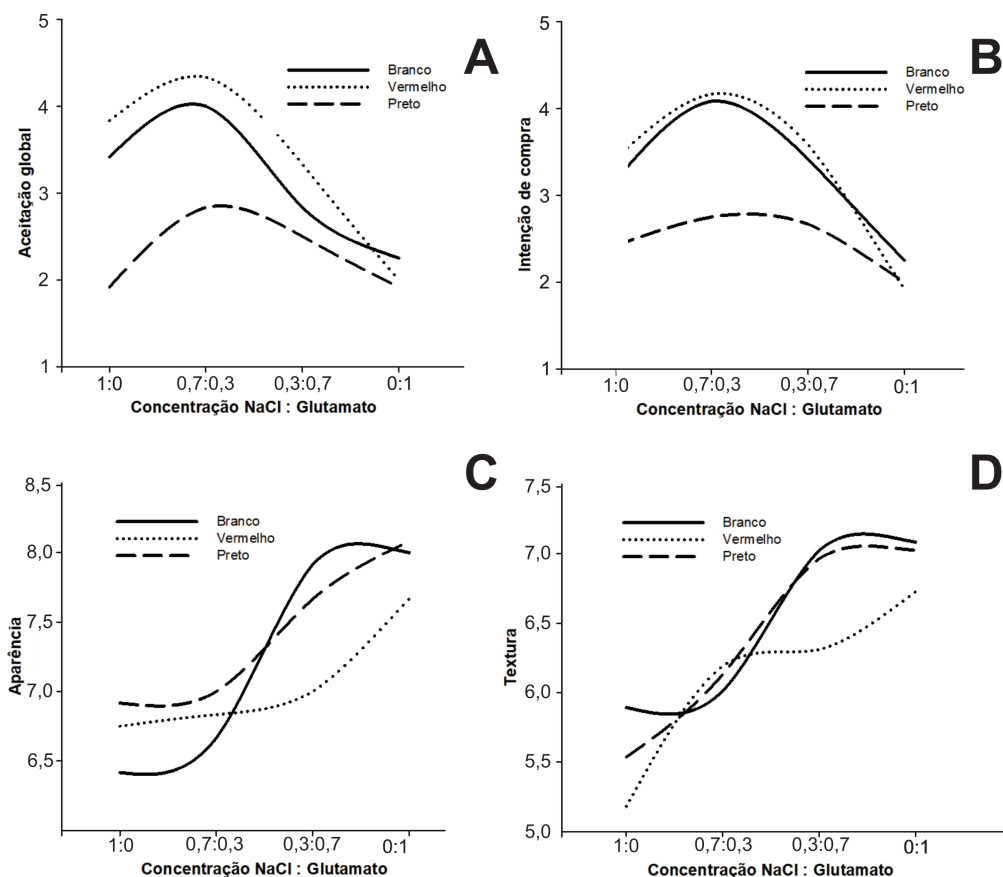 A
5
4
3
2
1
Aceitação global
Branco
Vermelho
Preto
1:0
0,7:0,3
0,3:0,7
0:1
Concentração NaCl : Glutamato
B
5
4
3
2
1
Intenção de compra
Branco
Vermelho
Preto
1:0
0,7:0,3
0,3:0,7
0:1
Concentração NaCl : Glutamato
C
8,5
8,0
7,5
7,0
6,5
Aparência
Branco
Vermelho
Preto
1:0
0,7:0,3
0,3:0,7
0:1
Concentração NaCl : Glutamato
D
7,5
7,0
6,5
6,0
5,5
5,0
Textura
Branco
Vermelho
Preto
1:0
0,7:0,3
0,3:0,7
0:1
Concentração NaCl : Glutamato